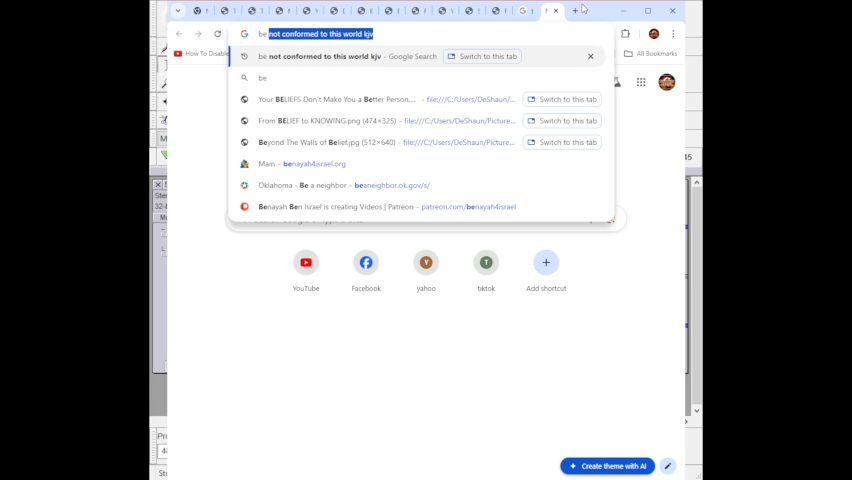 be not conformed to this world kjv
How To Disable
All Bookmarks
be not conformed to this world kjv - Google Search
Switch to this tab
be
Your BELIEFS Don't Make You a Better Person.... - file:///C:/Users/DeShaun/...
Switch to this tab
From BELIEF to KNOWING.png (474×325) - file:///C:/Users/DeShaun/Picture...
Switch to this tab
Beyond The Walls of Belief.jpg (512×640) - file:///C:/Users/DeShaun/Picture...
Switch to this tab
Main - benayah4israel.org
Oklahoma - Be a neighbor - beaneighbor.ok.gov/s/
Benayah Ben Israel is creating Videos | Patreon - patreon.com/benayah4israel
YouTube
Facebook
Y
yahoo
T
tiktok
Add shortcut
Create theme with AI